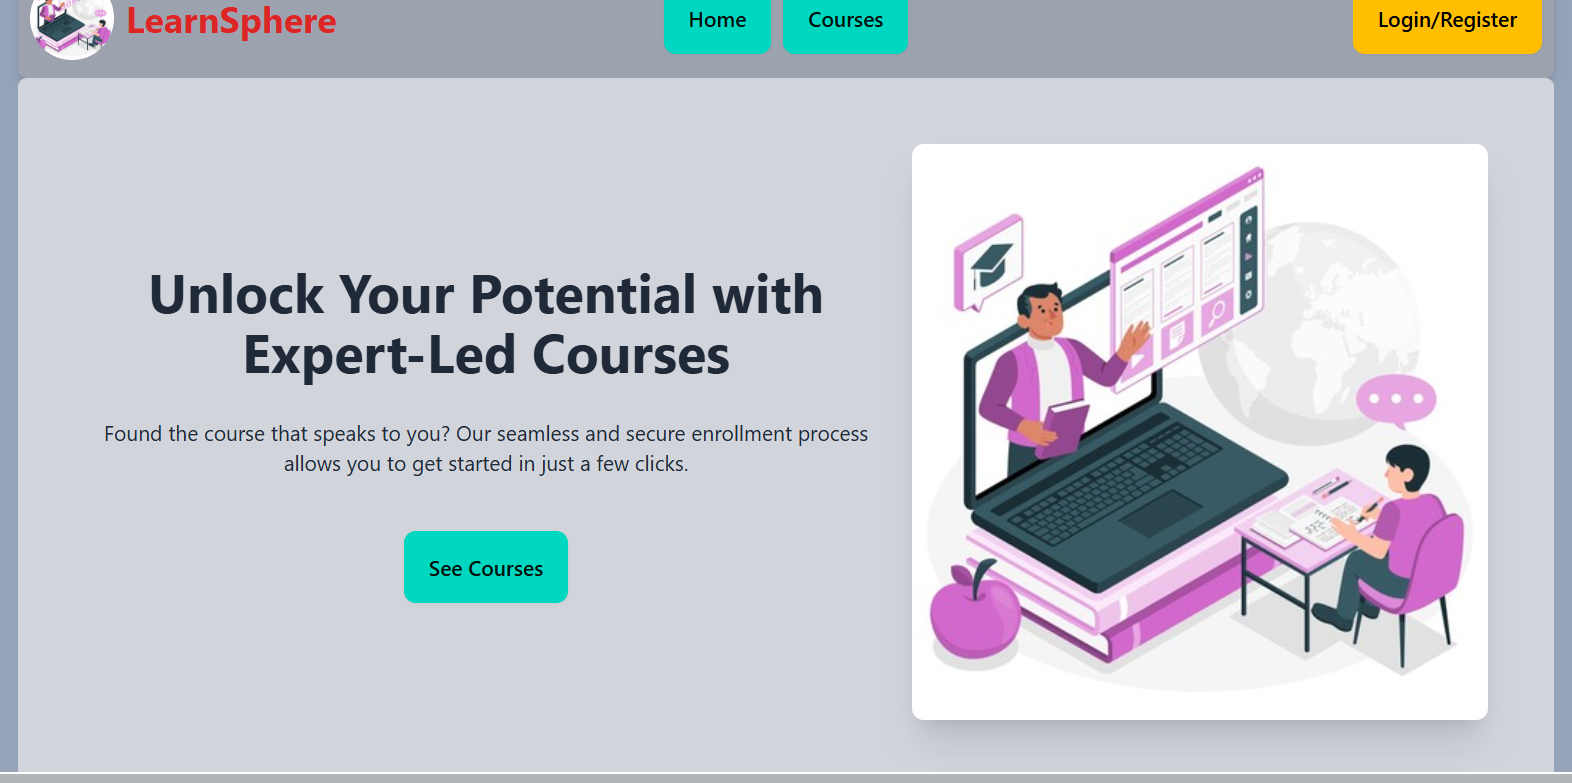 LearnSphere
Home
Courses
Login/Register
Unlock Your Potential with
Expert-Led Courses
Found the course that speaks to you? Our seamless and secure enrollment process
allows you to get started in just a few clicks.
See Courses